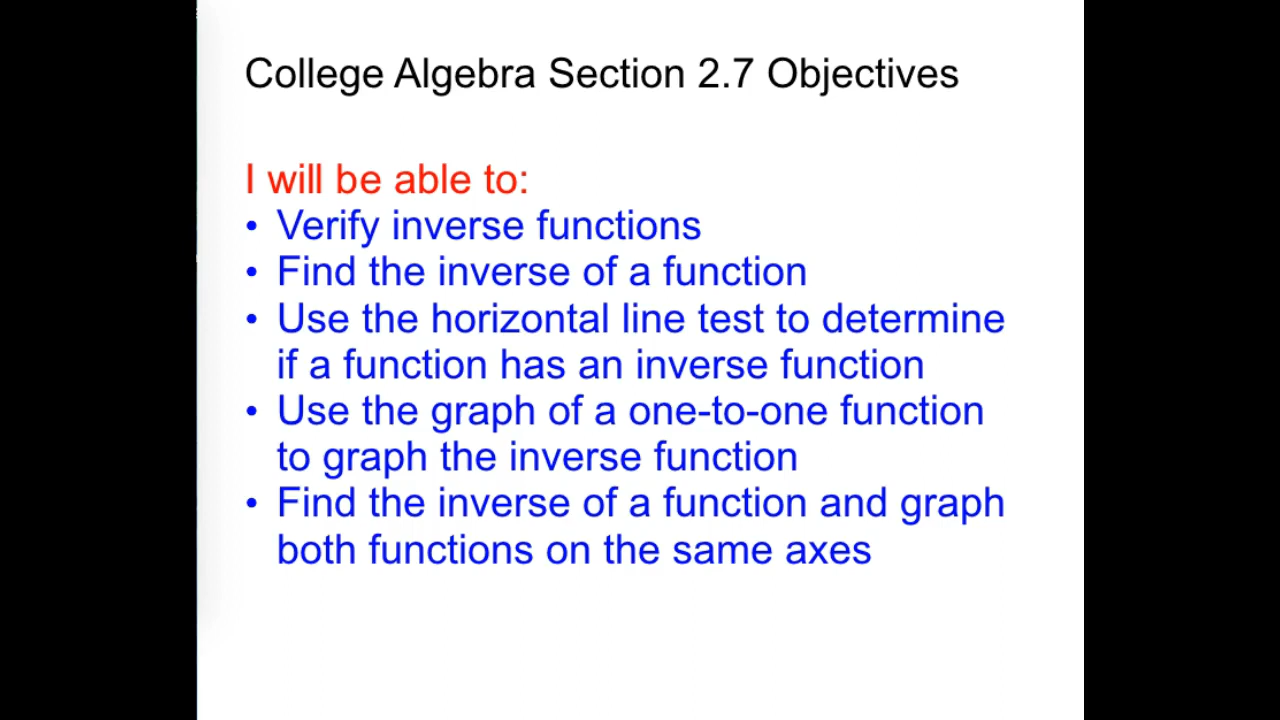 College Algebra Section 2.7 Objectives
I will be able to:
• Verify inverse functions
• Find the inverse of a function
• Use the horizontal line test to determine
if a function has an inverse function
• Use the graph of a one-to-one function
to graph the inverse function
• Find the inverse of a function and graph
both functions on the same axes